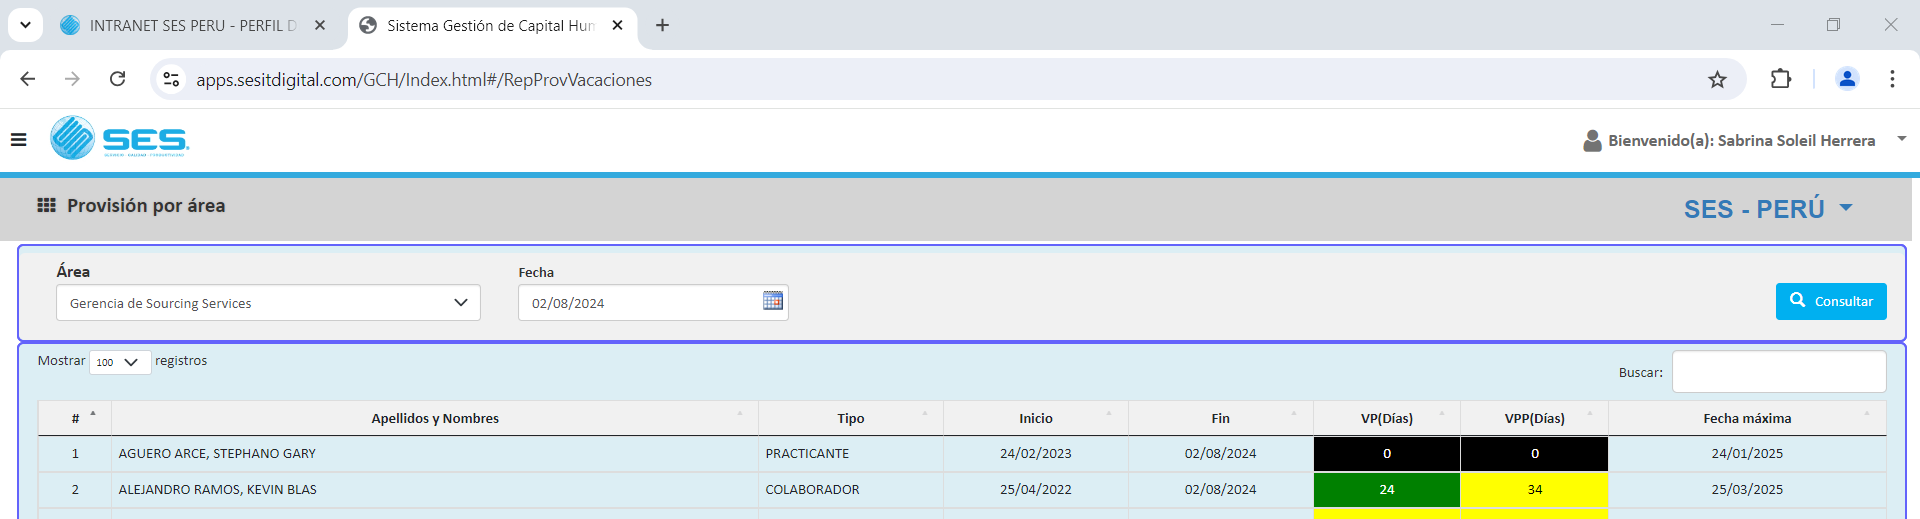 INTRANET SES PERU - PERFIL D
Sistema Gestión de Capital Hum
apps.sesitdigital.com/GCH/Index.html#/RepProvVacaciones
SES
Bienvenido(a): Sabrina Soleil Herrera
Provisión por área
SES - PERÚ
Área
Fecha
Gerencia de Sourcing Services
02/08/2024
Consultar
Mostrar 100 registros
Buscar:
# Apellidos y Nombres Tipo Inicio Fin VP(Días) VPP(Días) Fecha máxima
1 AGUERO ARCE, STEPHANO GARY PRACTICANTE 24/02/2023 02/08/2024 0 0 24/01/2025
2 ALEJANDRO RAMOS, KEVIN BLAS COLABORADOR 25/04/2022 02/08/2024 24 34 25/03/2025